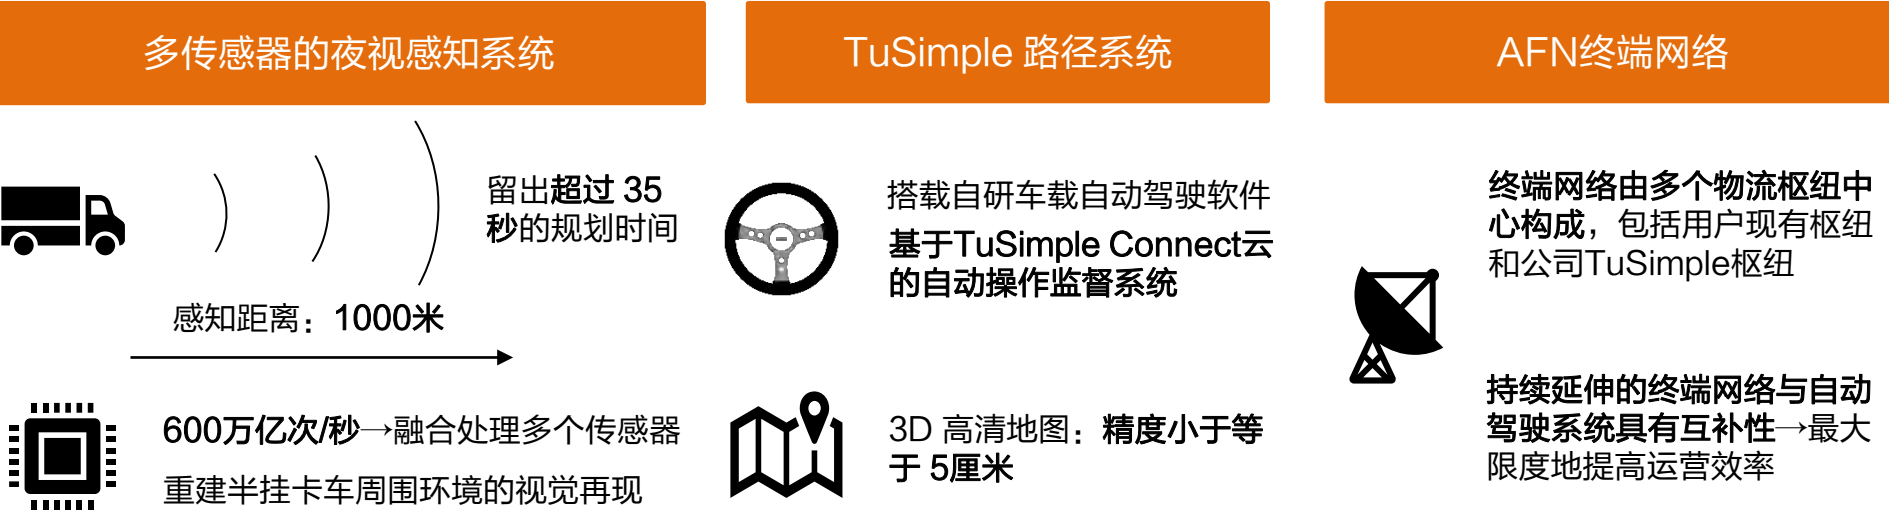 多传感器的夜视感知系统
留出超过 35
秒的规划时间
感知距离：1000米
600万亿次/秒→融合处理多个传感器
重建半挂卡车周围环境的视觉再现
TuSimple 路径系统
搭载自研车载自动驾驶软件
基于TuSimple Connect云
的自动操作监督系统
3D 高清地图：精度小于等
于 5厘米
AFN终端网络
终端网络由多个物流枢纽中
心构成，包括用户现有枢纽
和公司TuSimple枢纽
持续延伸的终端网络与自动
驾驶系统具有互补性→最大
限度地提高运营效率